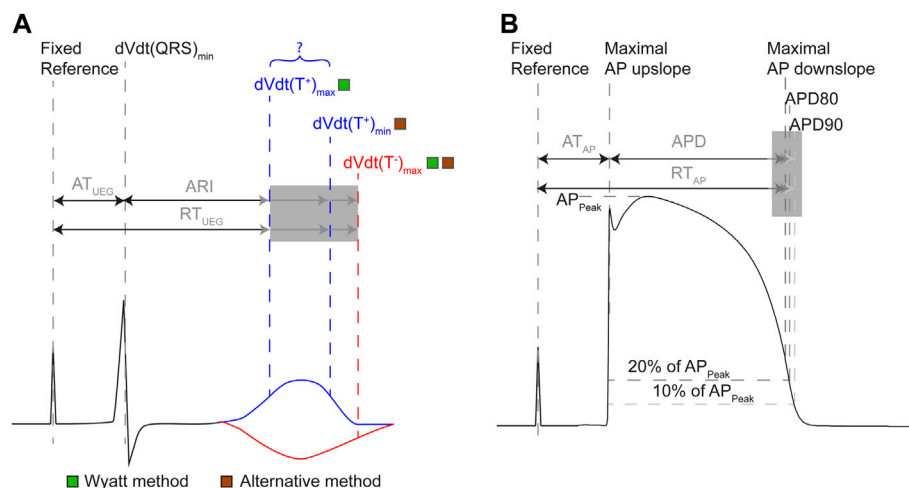 A
Fixed
Reference
dVdt(QRS)min
?
dVdt(T⁺)max
dVdt(T⁺)min
dVdt(T⁻)max
ATUEG
ARI
RTUEG
Wyatt method
Alternative method
B
Fixed
Reference
Maximal
AP upslope
Maximal
AP downslope
APD80
APD90
ATAP
APD
RTAP
APPeak
20% of APPeak
10% of APPeak